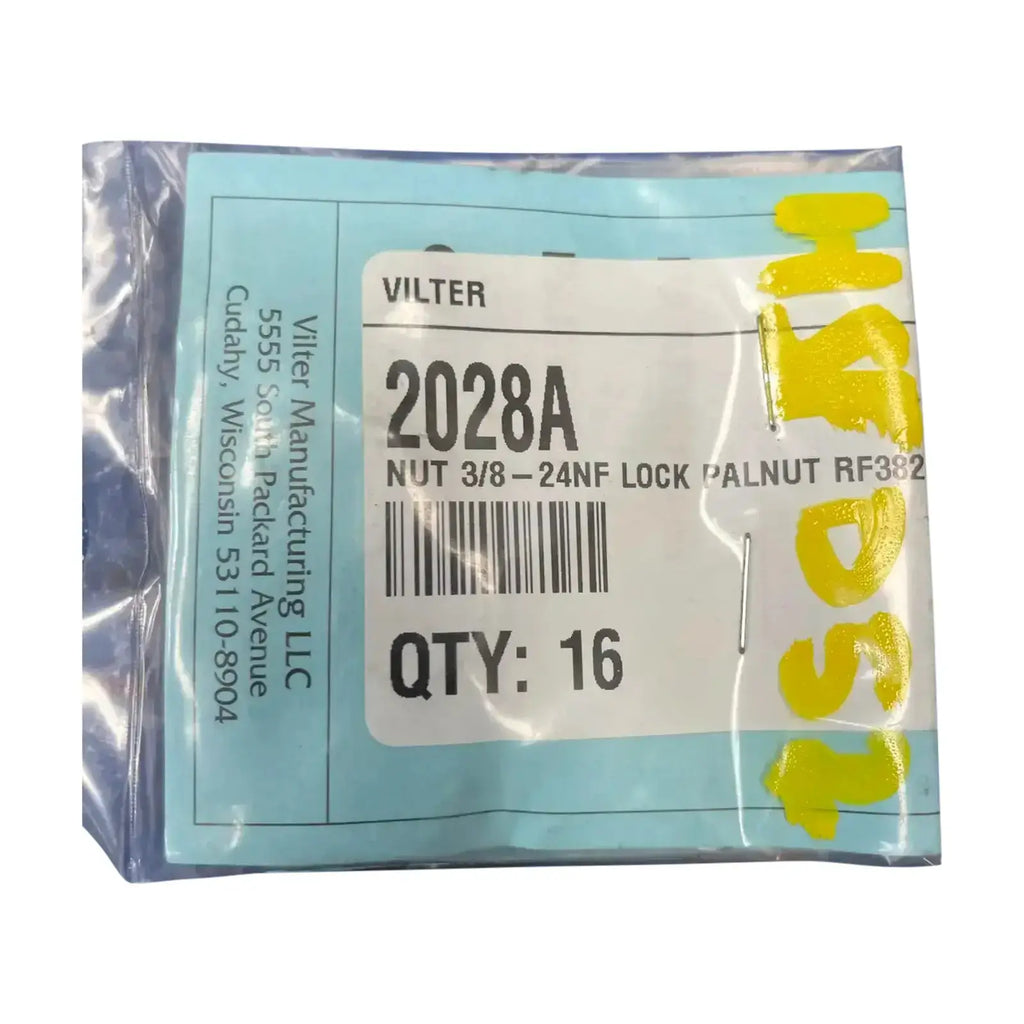 VILTER
2028A
NUT 3/8-24NF LOCK PALNUT RF382
QTY: 16
Vilter Manufacturing LLC
5555 South Packard Avenue
Cudahy, Wisconsin 53110-8904